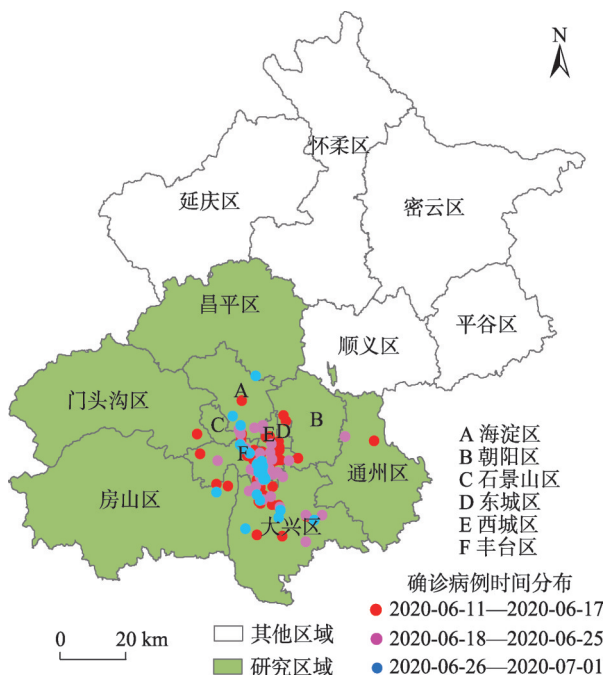 N
怀柔区
延庆区
密云区
昌平区
顺义区
平谷区
门头沟区
A
B
C
E D
F
通州区
房山区
大兴区
A 海淀区
B 朝阳区
C 石景山区
D 东城区
E 西城区
F 丰台区
确诊病例时间分布
2020-06-11—2020-06-17
2020-06-18—2020-06-25
2020-06-26—2020-07-01
0 20 km
其他区域
研究区域